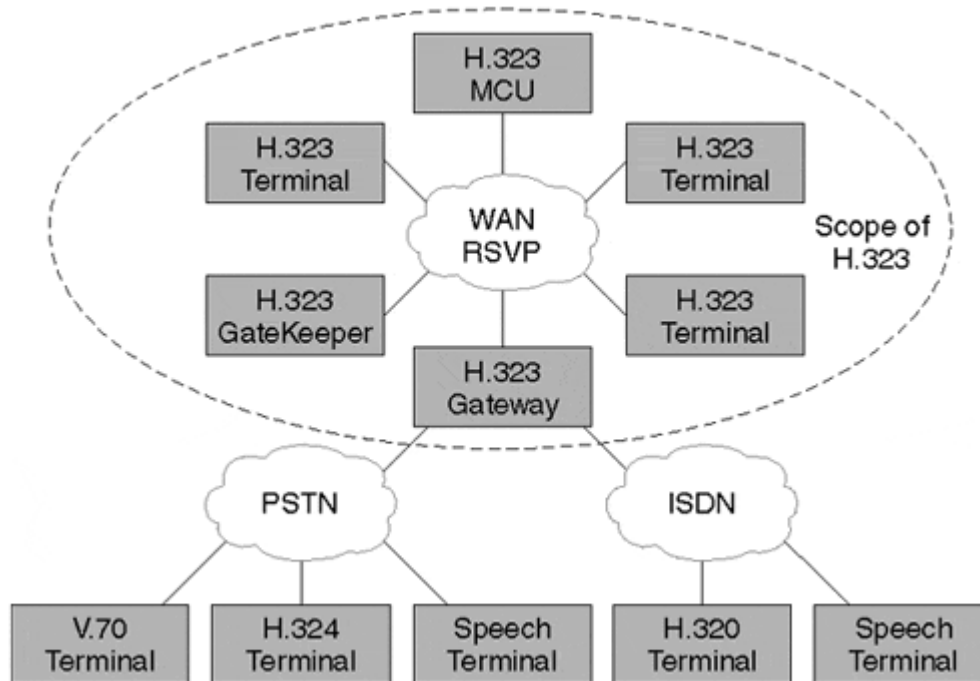 H.323
MCU
H.323
Terminal
H.323
Terminal
WAN
RSVP
Scope of
H.323
H.323
GateKeeper
H.323
Terminal
H.323
Gateway
PSTN
ISDN
V.70
Terminal
H.324
Terminal
Speech
Terminal
H.320
Terminal
Speech
Terminal